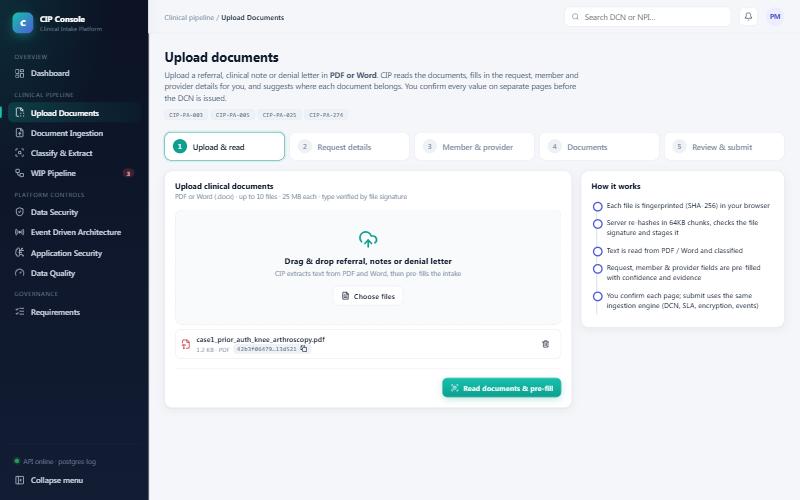 C
CIP Console
Clinical Intake Platform
OVERVIEW
Dashboard
CLINICAL PIPELINE
Upload Documents
Document Ingestion
Classify & Extract
WIP Pipeline
3
PLATFORM CONTROLS
Data Security
Event Driven Architecture
Application Security
Data Quality
GOVERNANCE
Requirements
API online · postgres log
Collapse menu
Clinical pipeline / Upload Documents
Search DCN or NPI...
PM
Upload documents
Upload a referral, clinical note or denial letter in PDF or Word. CIP reads the documents, fills in the request, member and
provider details for you, and suggests where each document belongs. You confirm every value on separate pages before
the DCN is issued.
CIP-PA-003 CIP-PA-005 CIP-PA-025 CIP-PA-274
1 Upload & read
2 Request details
3 Member & provider
4 Documents
5 Review & submit
Upload clinical documents
PDF or Word (.docx) · up to 10 files · 25 MB each · type verified by file signature
Drag & drop referral, notes or denial letter
CIP extracts text from PDF and Word, then pre-fills the intake
Choose files
case1_prior_auth_knee_arthroscopy.pdf
1.2 KB · PDF 42b3f06479…13d521
Read documents & pre-fill
How it works
Each file is fingerprinted (SHA-256) in your browser
Server re-hashes in 64KB chunks, checks the file
signature and stages it
Text is read from PDF / Word and classified
Request, member & provider fields are pre-filled
with confidence and evidence
You confirm each page; submit uses the same
ingestion engine (DCN, SLA, encryption, events)